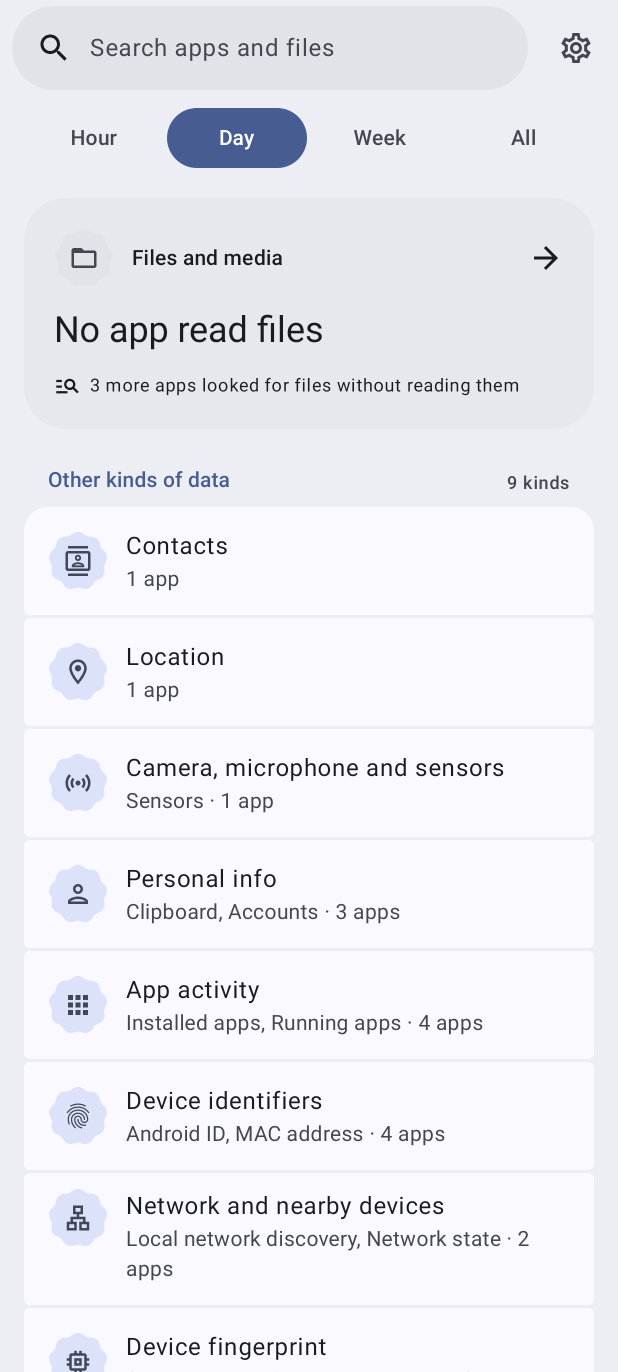 Search apps and files
Hour
Day
Week
All
Files and media
No app read files
3 more apps looked for files without reading them
Other kinds of data
9 kinds
Contacts
1 app
Location
1 app
Camera, microphone and sensors
Sensors · 1 app
Personal info
Clipboard, Accounts · 3 apps
App activity
Installed apps, Running apps · 4 apps
Device identifiers
Android ID, MAC address · 4 apps
Network and nearby devices
Local network discovery, Network state · 2
apps
Device fingerprint